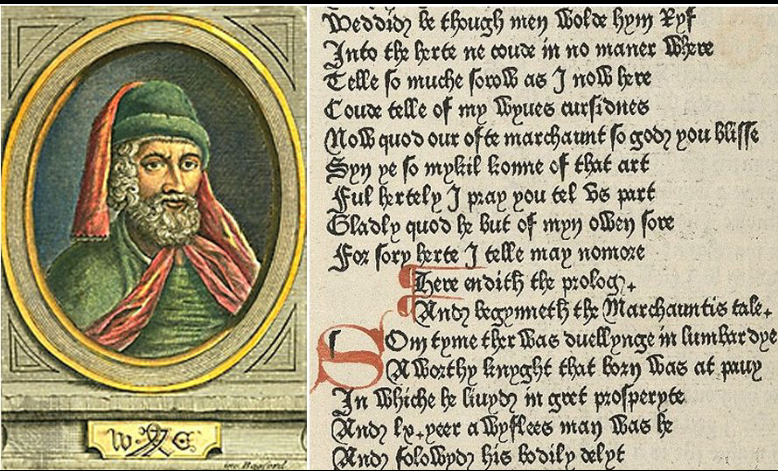 W C
Bagford
Weddid be though men wolde hym Ryf
Into the herte ne coude in no maner where
Telle so muche sorow as I now here
Coude telle of my wyues cursidnes
Now quod our oste marchaunt so god you blisse
Syn ye so mykil konne of that art
Ful hertely I pray you tel vs part
Gladly quod he but of myn owen sore
For sory herte I telle may nomore
Here endith the prolog.
And begynneth the Marchauntis tale.
Som tyme ther was duellynge in lumbardye
A worthy knyght that born was at pauy
In whiche he liuyd in gret prosperyte
And lx. yeer a wyflees man was he
And folowyd his bodily delyt